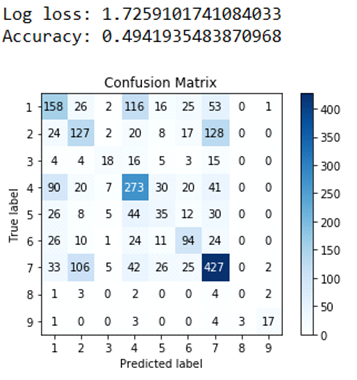 Log loss: 1.7259101741084033
Accuracy: 0.4941935483870968
Confusion Matrix
1 158 26 2 116 16 25 53 0 1
2 24 127 2 20 8 17 128 0 0
3 4 4 18 16 5 3 15 0 0
4 90 20 7 273 30 20 41 0 0
5 26 8 5 44 35 12 30 0 0
6 26 10 1 24 11 94 24 0 0
7 33 106 5 42 26 25 427 0 2
8 1 3 0 2 0 0 4 0 2
9 1 0 0 3 0 0 4 3 17
1 2 3 4 5 6 7 8 9
True label
Predicted label
400
350
300
250
200
150
100
50
0